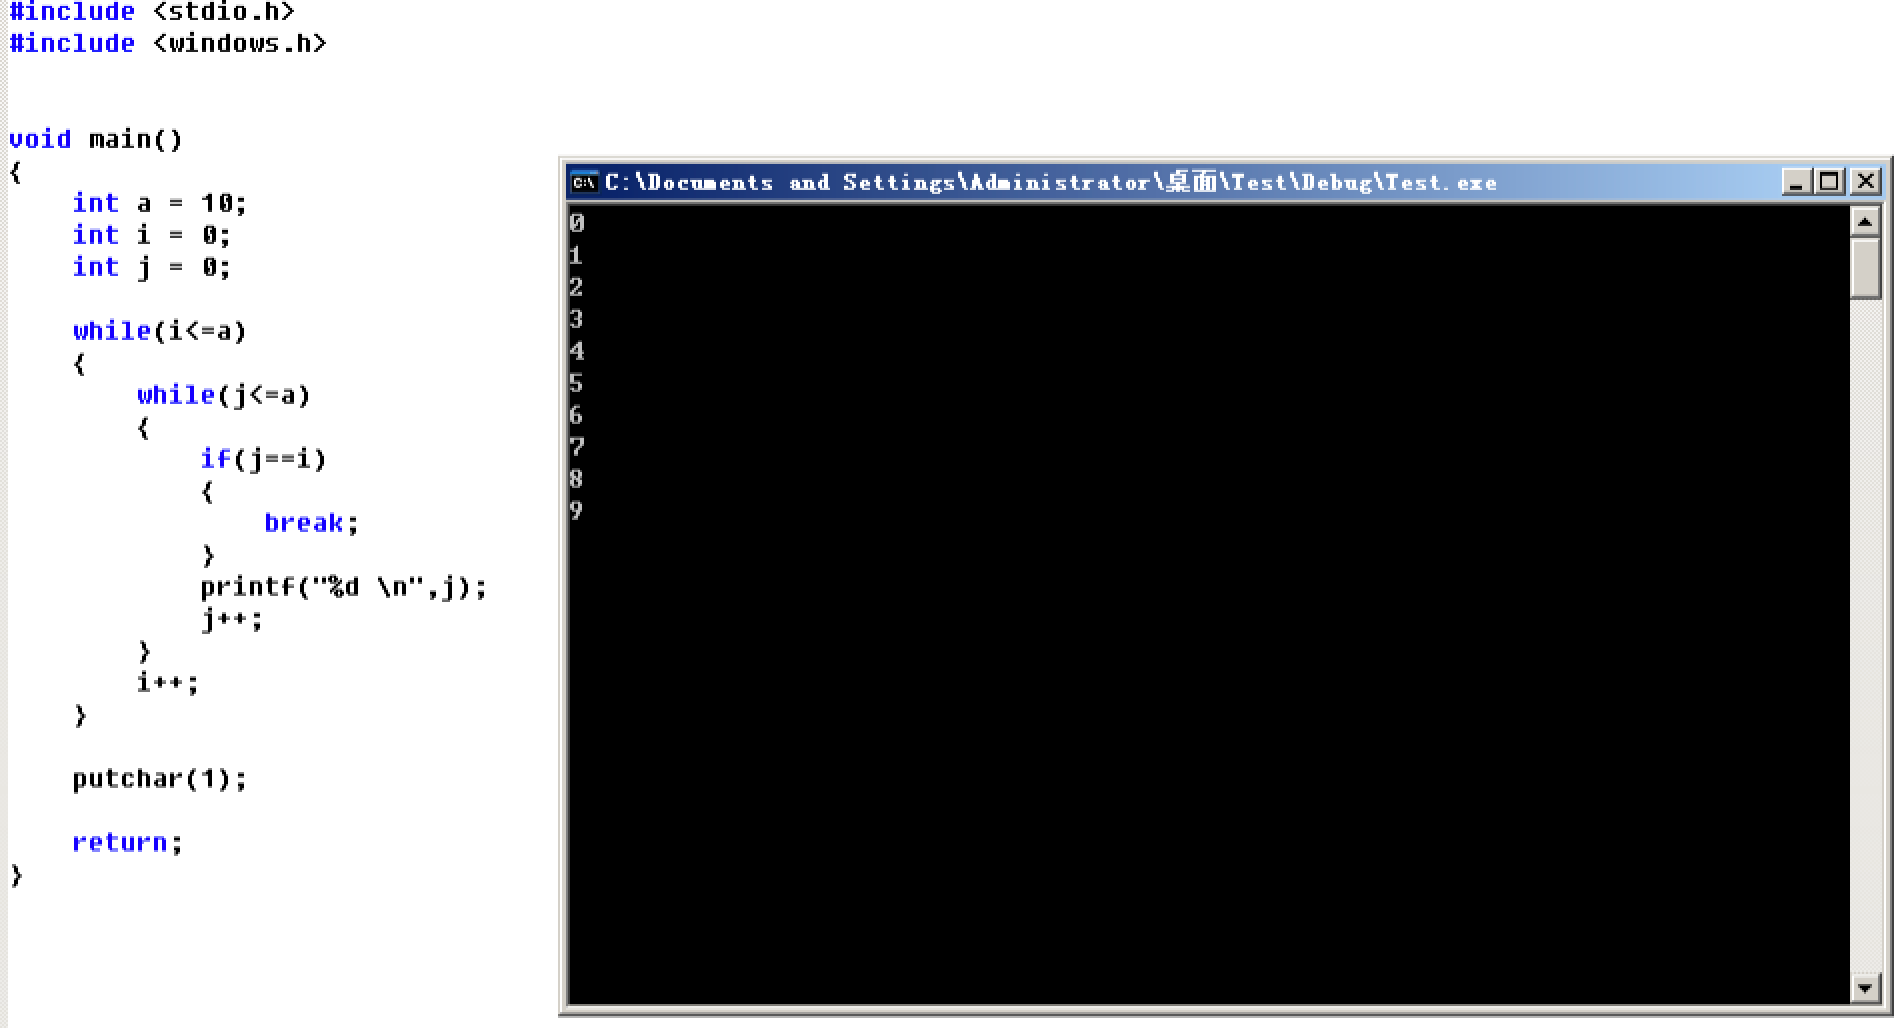 #include <stdio.h>
#include <windows.h>
void main()
{
    int a = 10;
    int i = 0;
    int j = 0;
    while(i<=a)
    {
        while(j<=a)
        {
            if(j==i)
            {
                break;
            }
            printf("%d \n",j);
            j++;
        }
        i++;
    }
    putchar(1);
    return;
}
C:\Documents and Settings\Administrator\桌面\Test\Debug\Test.exe
0
1
2
3
4
5
6
7
8
9